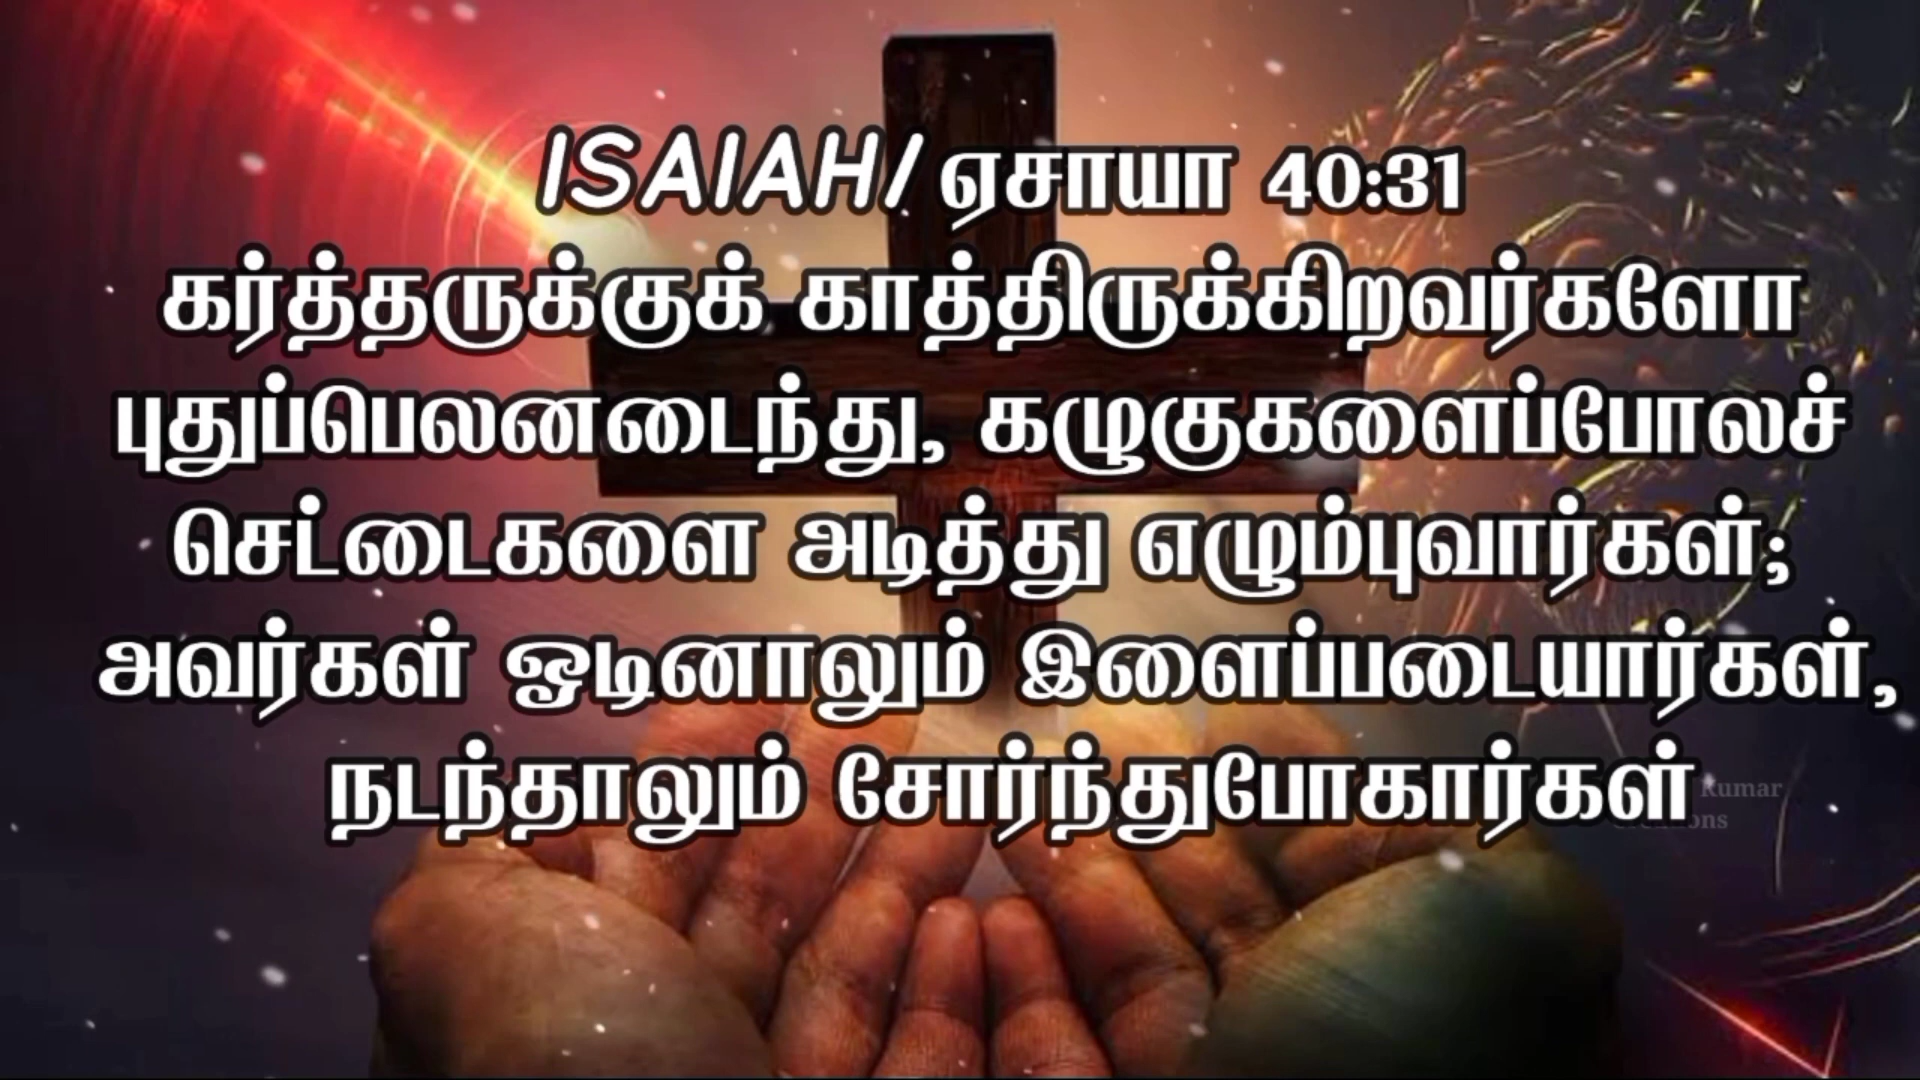 ISAIAH/ ஏசாயா 40:31
கர்த்தருக்குக் காத்திருக்கிறவர்களோ
புதுப்பெலனடைந்து, கழுகுகளைப்போலச்
செட்டைகளை அடித்து எழும்புவார்கள்;
அவர்கள் ஓடினாலும் இளைப்படையார்கள்,
நடந்தாலும் சோர்ந்துபோகார்கள்
Kumar